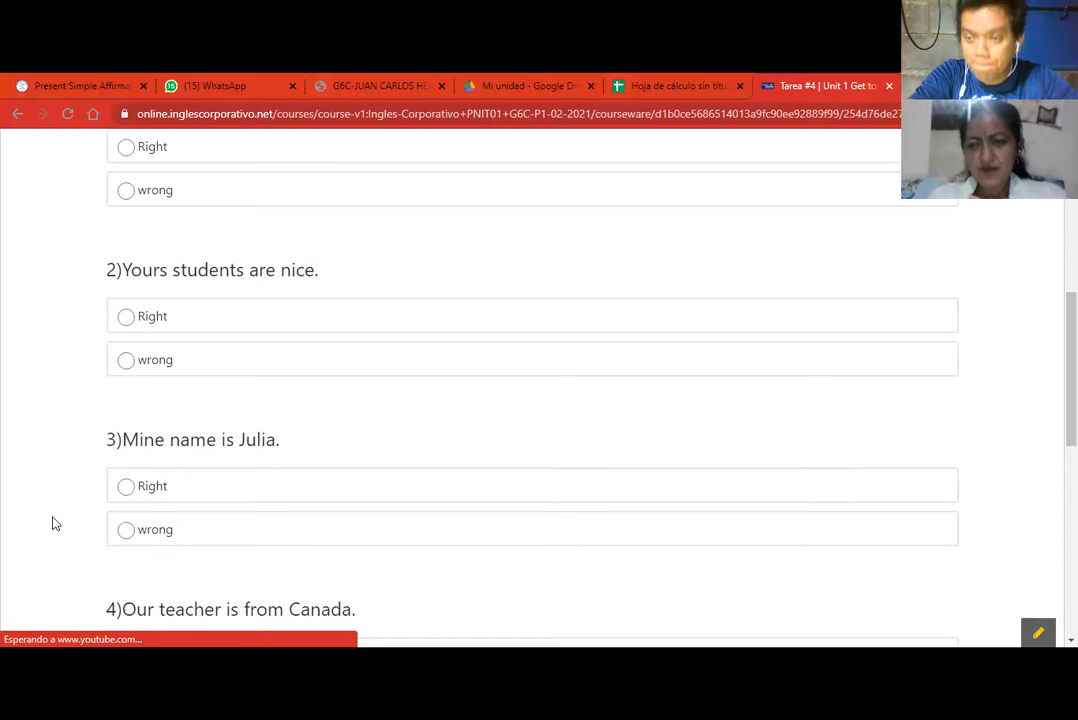 Present Simple Affirma
(15) WhatsApp
G6C-JUAN CARLOS HE
Mi unidad - Google D
Hoja de cálculo sin títu
Tarea #4 | Unit 1 Get to
online.inglescorporativo.net/courses/course-v1:Ingles-Corporativo+PNIT01+G6C-P1-02-2021/courseware/d1b0ce5686514013a9fc90ee92889f99/254d76de27
Right
wrong
2)Yours students are nice.
Right
wrong
3)Mine name is Julia.
Right
wrong
4)Our teacher is from Canada.
Esperando a www.youtube.com...